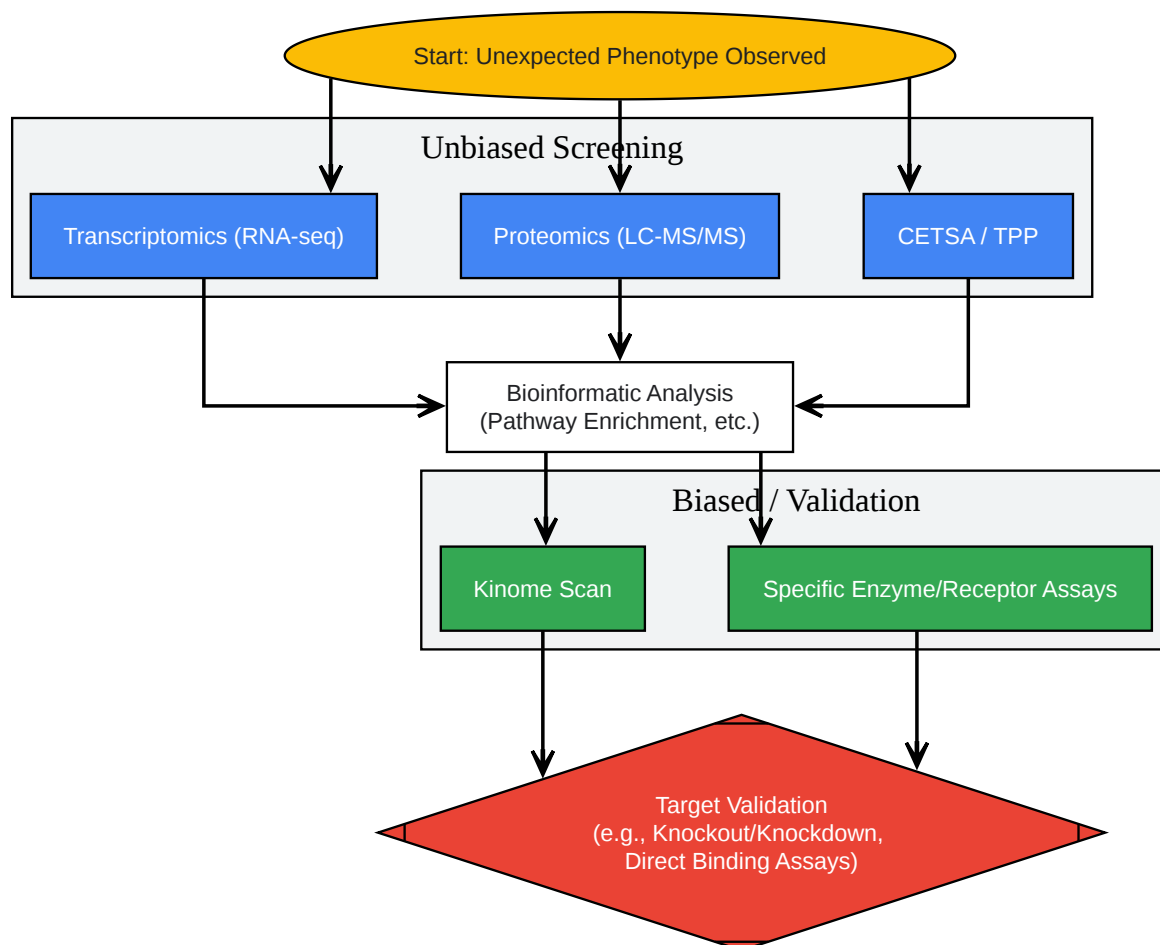 Start: Unexpected Phenotype Observed
Unbiased Screening
Transcriptomics (RNA-seq)
Proteomics (LC-MS/MS)
CETSA / TPP
Bioinformatic Analysis
(Pathway Enrichment, etc.)
Biased / Validation
Kinome Scan
Specific Enzyme/Receptor Assays
Target Validation
(e.g., Knockout/Knockdown,
Direct Binding Assays)